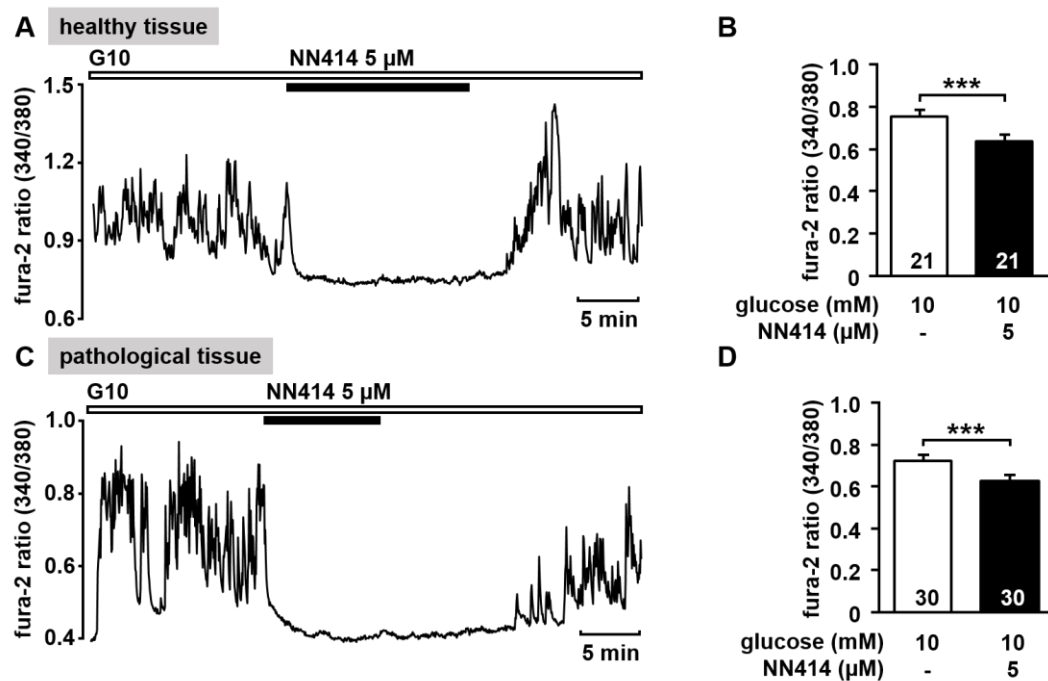 A healthy tissue
G10 NN414 5 µM
fura-2 ratio (340/380)
1.5
1.2
0.9
0.6
5 min
B
fura-2 ratio (340/380)
1.0
0.8
0.6
0.4
0.2
0
***
21 21
glucose (mM) 10 10
NN414 (µM) - 5
C pathological tissue
G10 NN414 5 µM
fura-2 ratio (340/380)
1.0
0.8
0.6
0.4
5 min
D
fura-2 ratio (340/380)
1.0
0.8
0.6
0.4
0.2
0
***
30 30
glucose (mM) 10 10
NN414 (µM) - 5